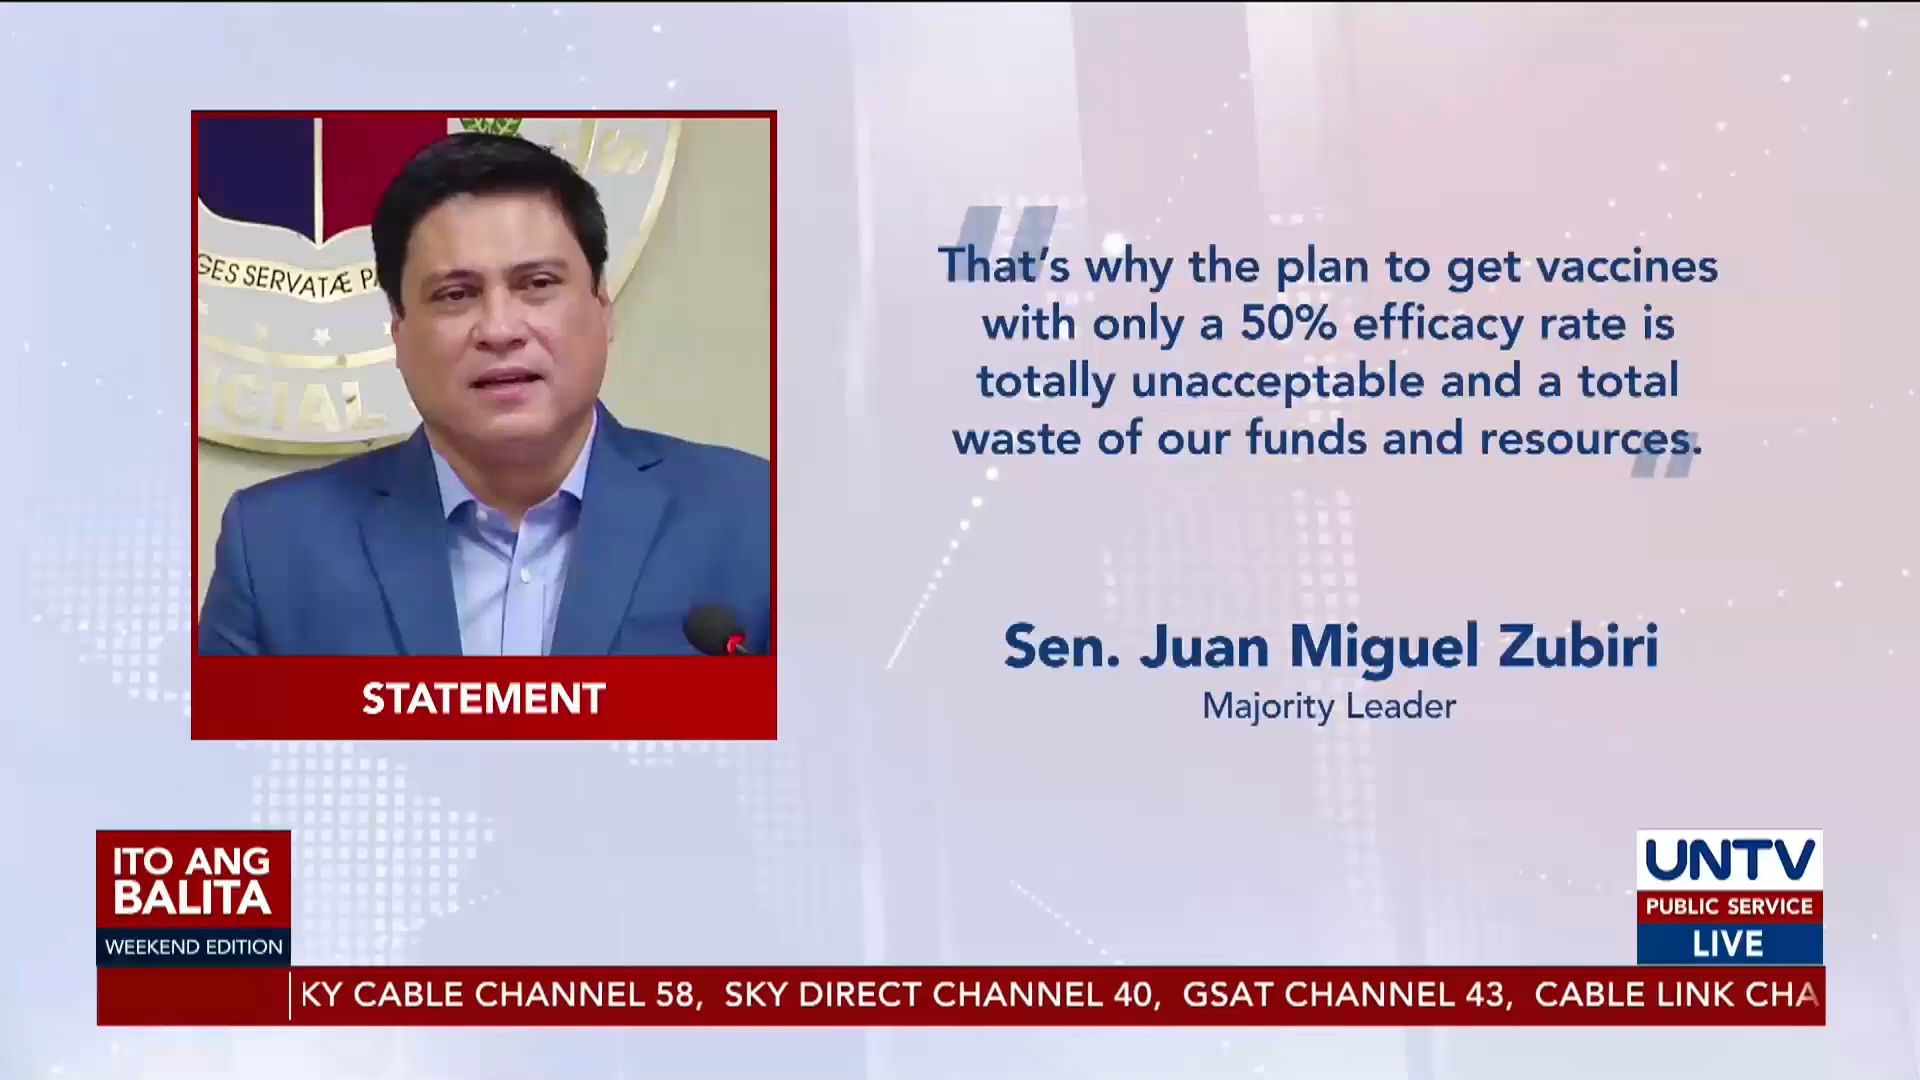 GES SERVATÆ PA
CIAL
STATEMENT
That's why the plan to get vaccines
with only a 50% efficacy rate is
totally unacceptable and a total
waste of our funds and resources.
Sen. Juan Miguel Zubiri
Majority Leader
ITO ANG
BALITA
WEEKEND EDITION
UNTV
PUBLIC SERVICE
LIVE
KY CABLE CHANNEL 58, SKY DIRECT CHANNEL 40, GSAT CHANNEL 43, CABLE LINK CHA